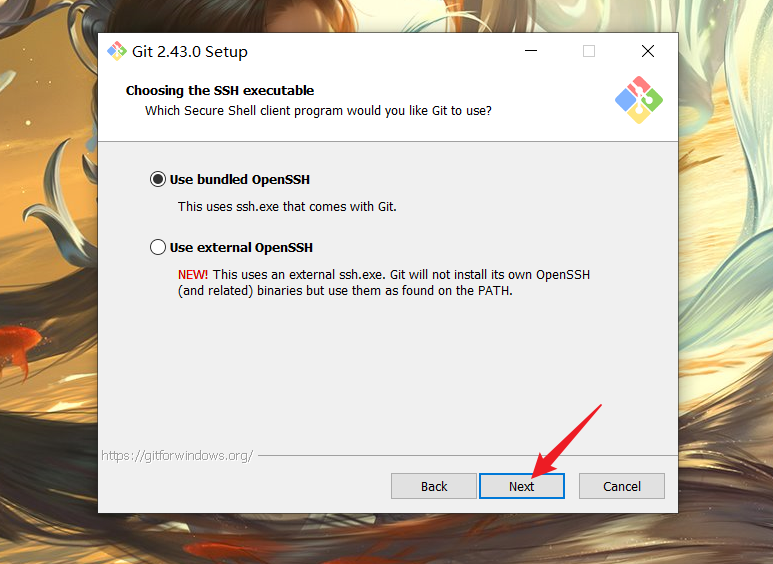 Git 2.43.0 Setup
Choosing the SSH executable
Which Secure Shell client program would you like Git to use?
Use bundled OpenSSH
This uses ssh.exe that comes with Git.
Use external OpenSSH
NEW! This uses an external ssh.exe. Git will not install its own OpenSSH
(and related) binaries but use them as found on the PATH.
https://gitforwindows.org/
Back Next Cancel